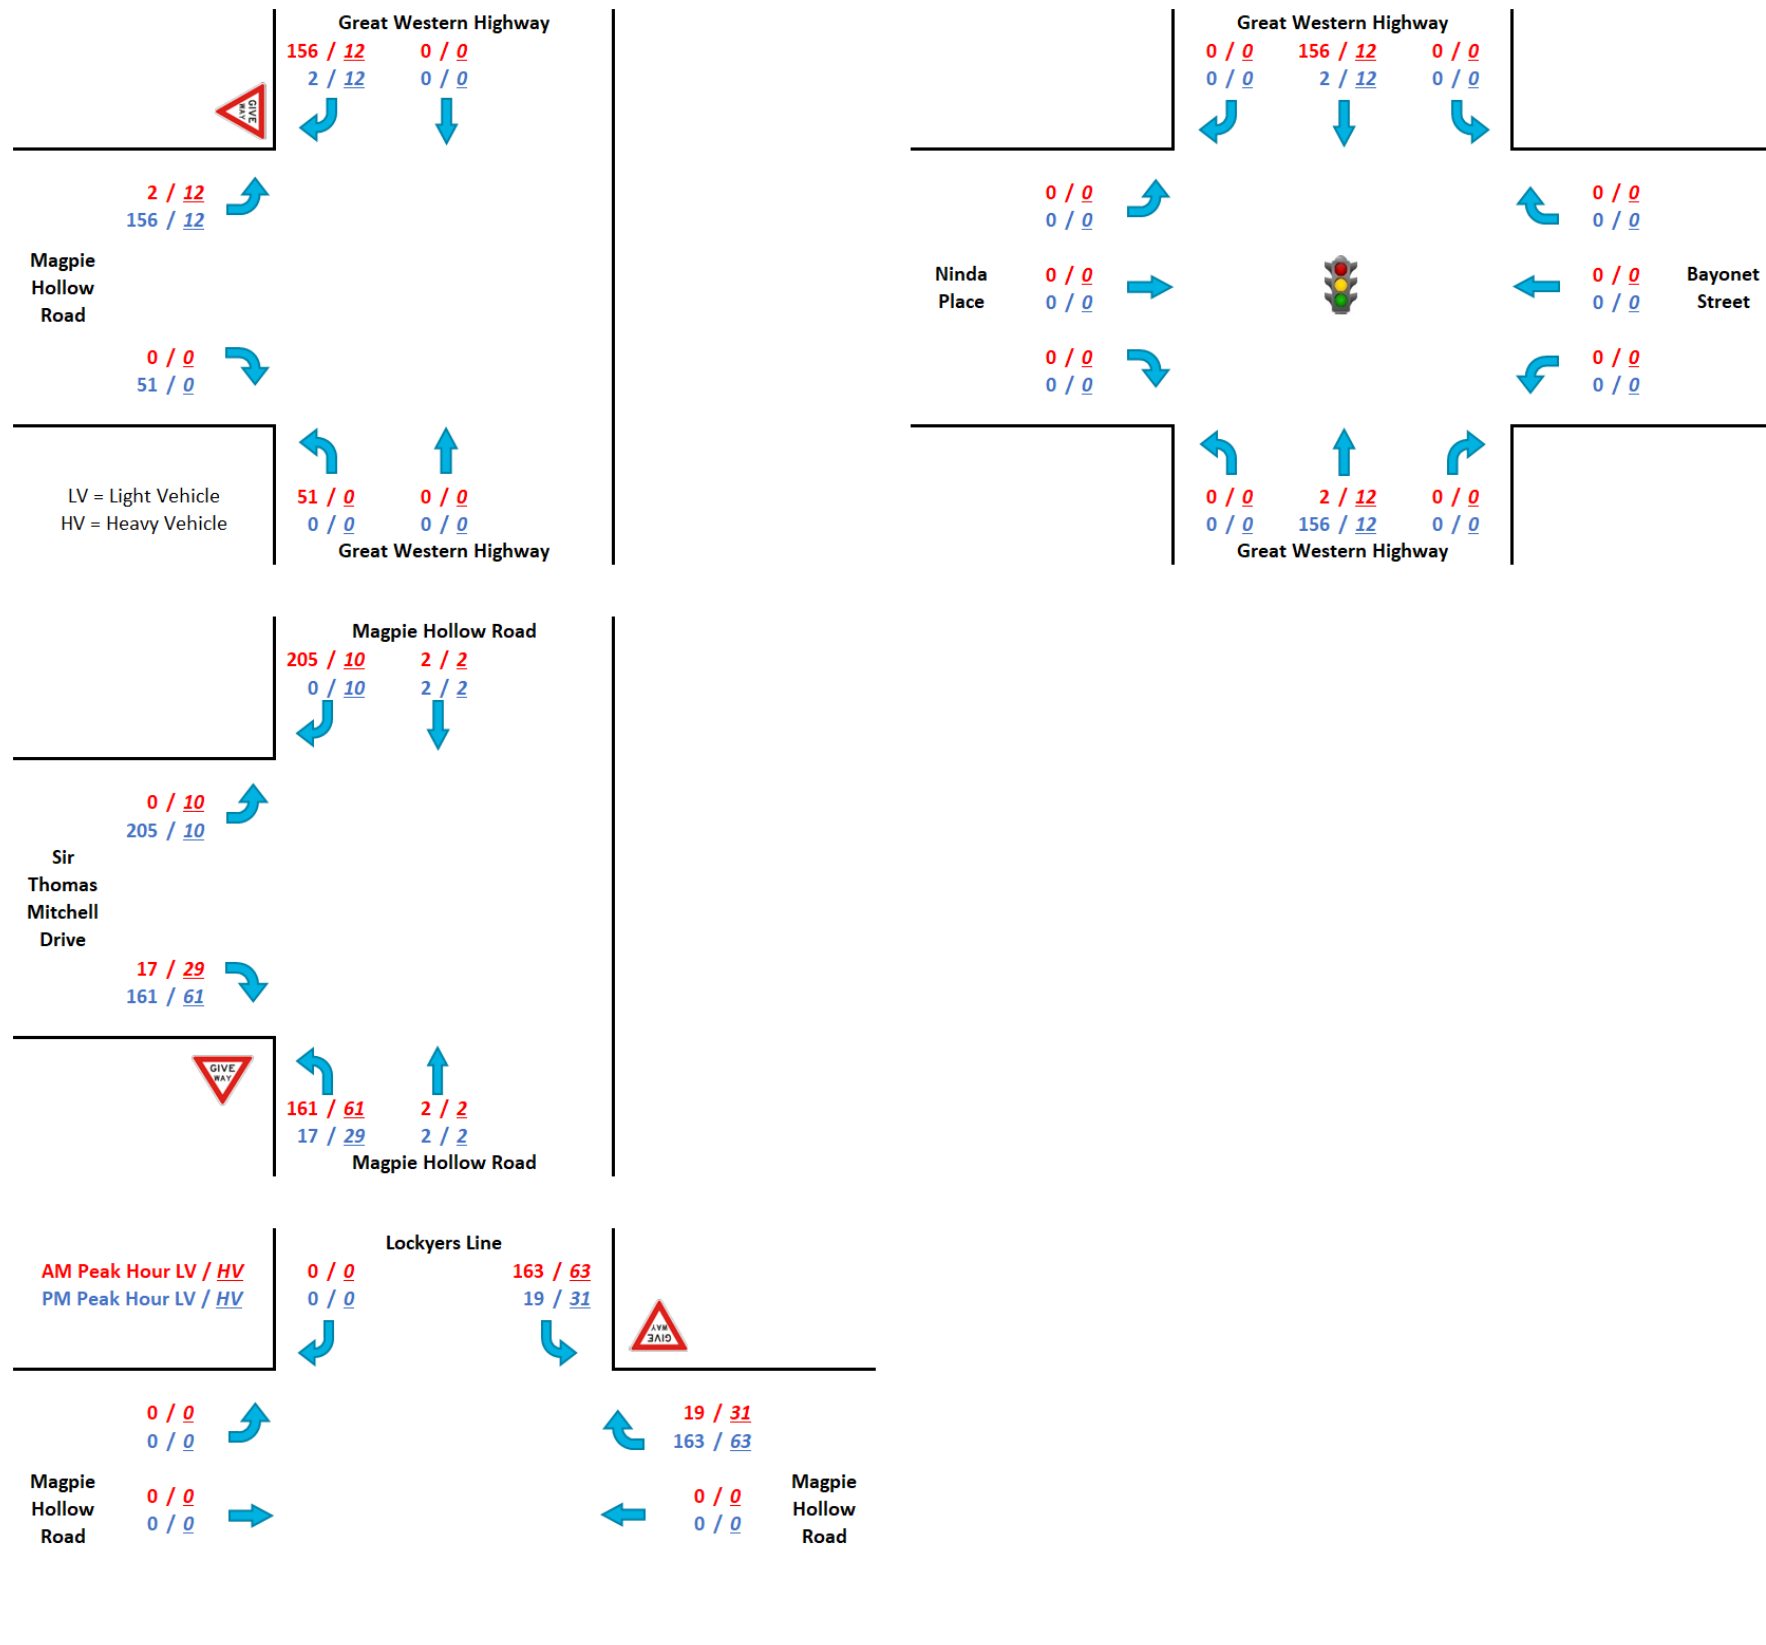 Great Western Highway
156 / 12 0 / 0
2 / 12 0 / 0
GIVE
WAY
2 / 12
156 / 12
Magpie
Hollow
Road
0 / 0
51 / 0
LV = Light Vehicle
HV = Heavy Vehicle
51 / 0 0 / 0
0 / 0 0 / 0
Great Western Highway
Great Western Highway
0 / 0 156 / 12 0 / 0
0 / 0 2 / 12 0 / 0
0 / 0
0 / 0
Ninda
Place
0 / 0
0 / 0
0 / 0
0 / 0
0 / 0
0 / 0
0 / 0
0 / 0
Bayonet
Street
0 / 0
0 / 0
0 / 0 2 / 12 0 / 0
0 / 0 156 / 12 0 / 0
Great Western Highway
Magpie Hollow Road
205 / 10 2 / 2
0 / 10 2 / 2
0 / 10
205 / 10
Sir
Thomas
Mitchell
Drive
17 / 29
161 / 61
GIVE
WAY
161 / 61 2 / 2
17 / 29 2 / 2
Magpie Hollow Road
AM Peak Hour LV / HV
PM Peak Hour LV / HV
Lockyers Line
0 / 0 163 / 63
0 / 0 19 / 31
GIVE
WAY
0 / 0
0 / 0
Magpie
Hollow
Road
0 / 0
0 / 0
19 / 31
163 / 63
0 / 0
0 / 0
Magpie
Hollow
Road